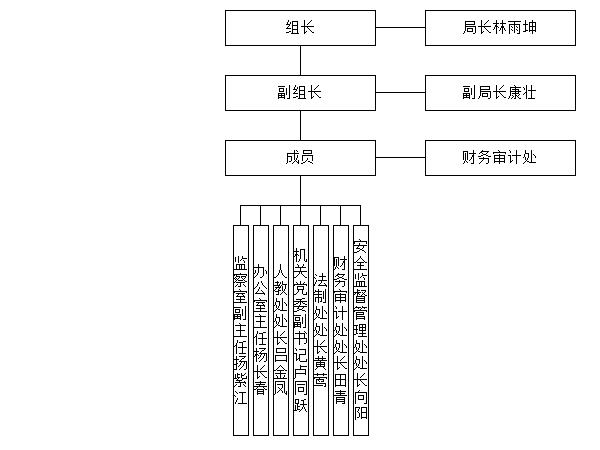 组长
局长林雨坤
副组长
副局长康壮
成员
财务审计处
监察室副主任扬紫江
办公室主任杨长春
人教处处长吕金凤
机关党委副书记卢同跃
法制处处长黄莺
财务审计处处长田青
安全监督管理处处长向阳